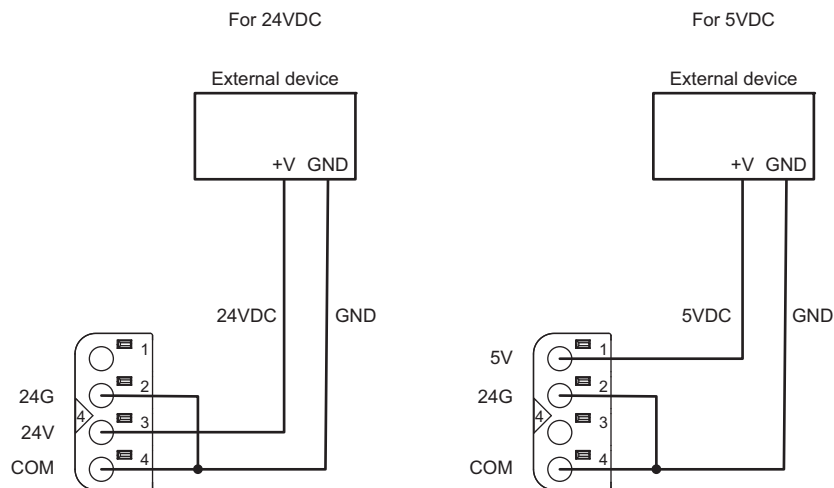 For 24VDC
External device
+V GND
24VDC
GND
1
24G
2
4
24V
3
COM
4
For 5VDC
External device
+V GND
5VDC
GND
5V
1
24G
2
4
3
COM
4